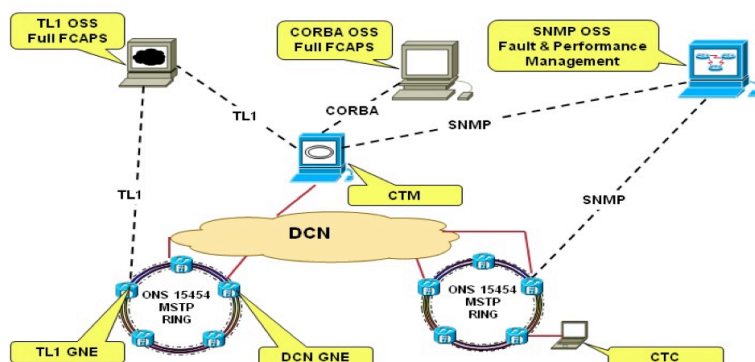 TL1 OSS
Full FCAPS
CORBA OSS
Full FCAPS
SNMP OSS
Fault & Performance
Management
TL1
CORBA
SNMP
CTM
TL1
SNMP
DCN
ONS 15454
MSTP
RING
ONS 15454
MSTP
RING
TL1 GNE
DCN GNE
CTC